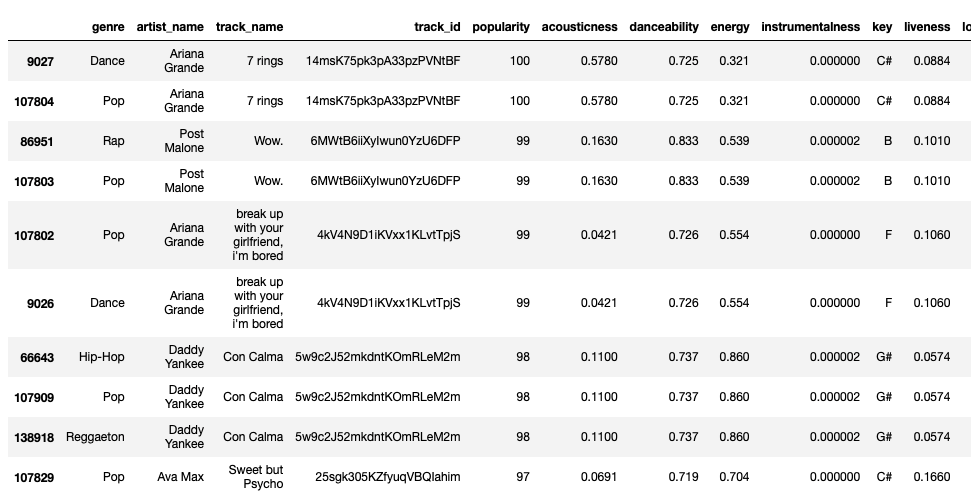 genre artist_name track_name track_id popularity acousticness danceability energy instrumentalness key liveness lo
9027 Dance Ariana Grande 7 rings 14msK75pk3pA33pzPVNtBF 100 0.5780 0.725 0.321 0.000000 C# 0.0884
107804 Pop Ariana Grande 7 rings 14msK75pk3pA33pzPVNtBF 100 0.5780 0.725 0.321 0.000000 C# 0.0884
86951 Rap Post Malone Wow. 6MWtB6iiXyIwun0YzU6DFP 99 0.1630 0.833 0.539 0.000002 B 0.1010
107803 Pop Post Malone Wow. 6MWtB6iiXyIwun0YzU6DFP 99 0.1630 0.833 0.539 0.000002 B 0.1010
107802 Pop Ariana Grande break up with your girlfriend, i'm bored 4kV4N9D1iKVxx1KLvtTpjS 99 0.0421 0.726 0.554 0.000000 F 0.1060
9026 Dance Ariana Grande break up with your girlfriend, i'm bored 4kV4N9D1iKVxx1KLvtTpjS 99 0.0421 0.726 0.554 0.000000 F 0.1060
66643 Hip-Hop Daddy Yankee Con Calma 5w9c2J52mkdntKOmRLeM2m 98 0.1100 0.737 0.860 0.000002 G# 0.0574
107909 Pop Daddy Yankee Con Calma 5w9c2J52mkdntKOmRLeM2m 98 0.1100 0.737 0.860 0.000002 G# 0.0574
138918 Reggaeton Daddy Yankee Con Calma 5w9c2J52mkdntKOmRLeM2m 98 0.1100 0.737 0.860 0.000002 G# 0.0574
107829 Pop Ava Max Sweet but Psycho 25sgk305KZfyuqVBQIahim 97 0.0691 0.719 0.704 0.000000 C# 0.1660